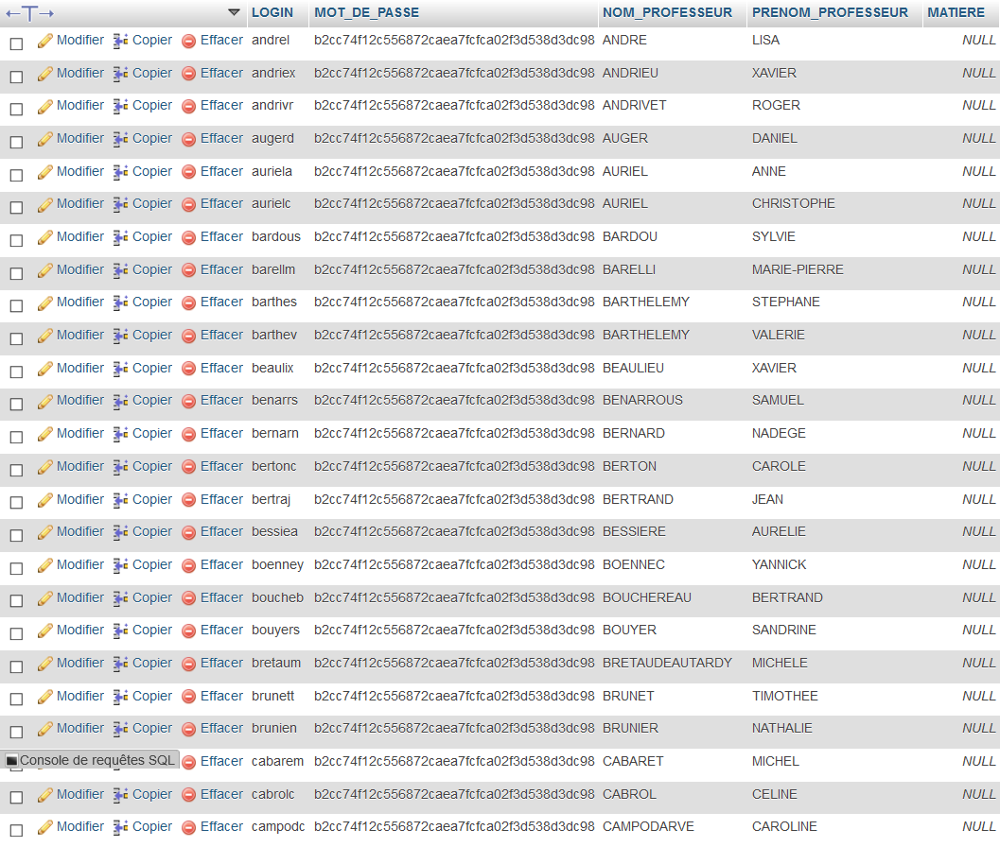 LOGIN MOT_DE_PASSE NOM_PROFESSEUR PRENOM_PROFESSEUR MATIERE
Modifier Copier Effacer andrel b2cc74f12c556872caea7fcfca02f3d538d3dc98 ANDRE LISA NULL
Modifier Copier Effacer andriex b2cc74f12c556872caea7fcfca02f3d538d3dc98 ANDRIEU XAVIER NULL
Modifier Copier Effacer andrivr b2cc74f12c556872caea7fcfca02f3d538d3dc98 ANDRIVET ROGER NULL
Modifier Copier Effacer augerd b2cc74f12c556872caea7fcfca02f3d538d3dc98 AUGER DANIEL NULL
Modifier Copier Effacer auriela b2cc74f12c556872caea7fcfca02f3d538d3dc98 AURIEL ANNE NULL
Modifier Copier Effacer aurielc b2cc74f12c556872caea7fcfca02f3d538d3dc98 AURIEL CHRISTOPHE NULL
Modifier Copier Effacer bardous b2cc74f12c556872caea7fcfca02f3d538d3dc98 BARDOU SYLVIE NULL
Modifier Copier Effacer barellm b2cc74f12c556872caea7fcfca02f3d538d3dc98 BARELLI MARIE-PIERRE NULL
Modifier Copier Effacer barthes b2cc74f12c556872caea7fcfca02f3d538d3dc98 BARTHELEMY STEPHANE NULL
Modifier Copier Effacer barthev b2cc74f12c556872caea7fcfca02f3d538d3dc98 BARTHELEMY VALERIE NULL
Modifier Copier Effacer beaulix b2cc74f12c556872caea7fcfca02f3d538d3dc98 BEAULIEU XAVIER NULL
Modifier Copier Effacer benarrs b2cc74f12c556872caea7fcfca02f3d538d3dc98 BENARROUS SAMUEL NULL
Modifier Copier Effacer bernarn b2cc74f12c556872caea7fcfca02f3d538d3dc98 BERNARD NADEGE NULL
Modifier Copier Effacer bertonc b2cc74f12c556872caea7fcfca02f3d538d3dc98 BERTON CAROLE NULL
Modifier Copier Effacer bertraj b2cc74f12c556872caea7fcfca02f3d538d3dc98 BERTRAND JEAN NULL
Modifier Copier Effacer bessiea b2cc74f12c556872caea7fcfca02f3d538d3dc98 BESSIERE AURELIE NULL
Modifier Copier Effacer boenney b2cc74f12c556872caea7fcfca02f3d538d3dc98 BOENNEC YANNICK NULL
Modifier Copier Effacer boucheb b2cc74f12c556872caea7fcfca02f3d538d3dc98 BOUCHEREAU BERTRAND NULL
Modifier Copier Effacer bouyers b2cc74f12c556872caea7fcfca02f3d538d3dc98 BOUYER SANDRINE NULL
Modifier Copier Effacer bretaum b2cc74f12c556872caea7fcfca02f3d538d3dc98 BRETAUDEAUTARDY MICHELE NULL
Modifier Copier Effacer brunett b2cc74f12c556872caea7fcfca02f3d538d3dc98 BRUNET TIMOTHEE NULL
Modifier Copier Effacer brunien b2cc74f12c556872caea7fcfca02f3d538d3dc98 BRUNIER NATHALIE NULL
Console de requêtes SQL Effacer cabarem b2cc74f12c556872caea7fcfca02f3d538d3dc98 CABARET MICHEL NULL
Modifier Copier Effacer cabrolc b2cc74f12c556872caea7fcfca02f3d538d3dc98 CABROL CELINE NULL
Modifier Copier Effacer campodc b2cc74f12c556872caea7fcfca02f3d538d3dc98 CAMPODARVE CAROLINE NULL